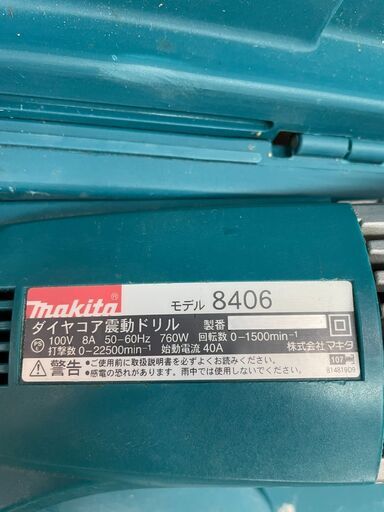 makita® モデル 8406
ダイヤコア震動ドリル 製番
PSE 100V 8A 50-60Hz 760W 回転数 0-1500min⁻¹
打撃数 0-22500min⁻¹ 始動電流 40A 株式会社 マキタ
警告 ●ご使用前に取扱説明書を必ずよくお読みください。
●感電の恐れがあります。雨中では使用しないでください。
107
814819D9